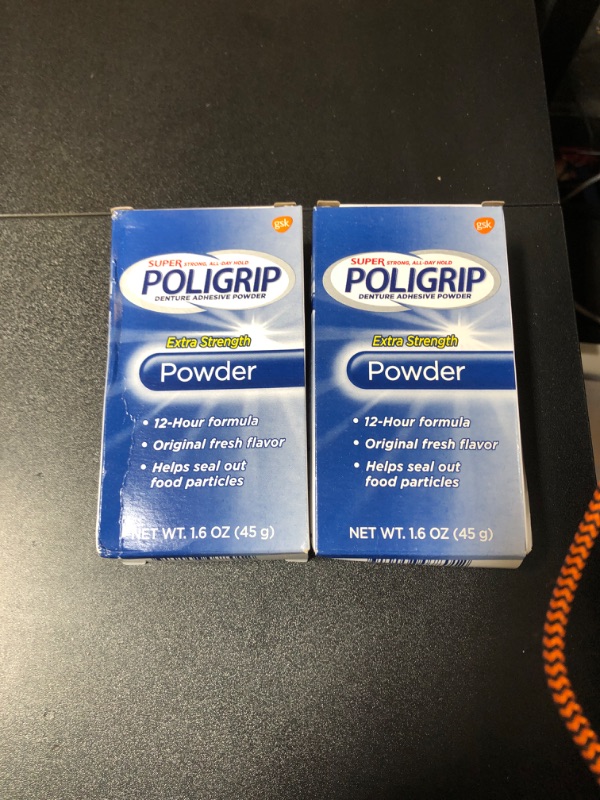 gsk
SUPER STRONG, ALL-DAY HOLD
POLIGRIP
DENTURE ADHESIVE POWDER
Extra Strength
Powder
• 12-Hour formula
• Original fresh flavor
• Helps seal out
food particles
NET WT. 1.6 OZ (45 g)
gsk
SUPER STRONG, ALL-DAY HOLD
POLIGRIP
DENTURE ADHESIVE POWDER
Extra Strength
Powder
• 12-Hour formula
• Original fresh flavor
• Helps seal out
food particles
NET WT. 1.6 OZ (45 g)